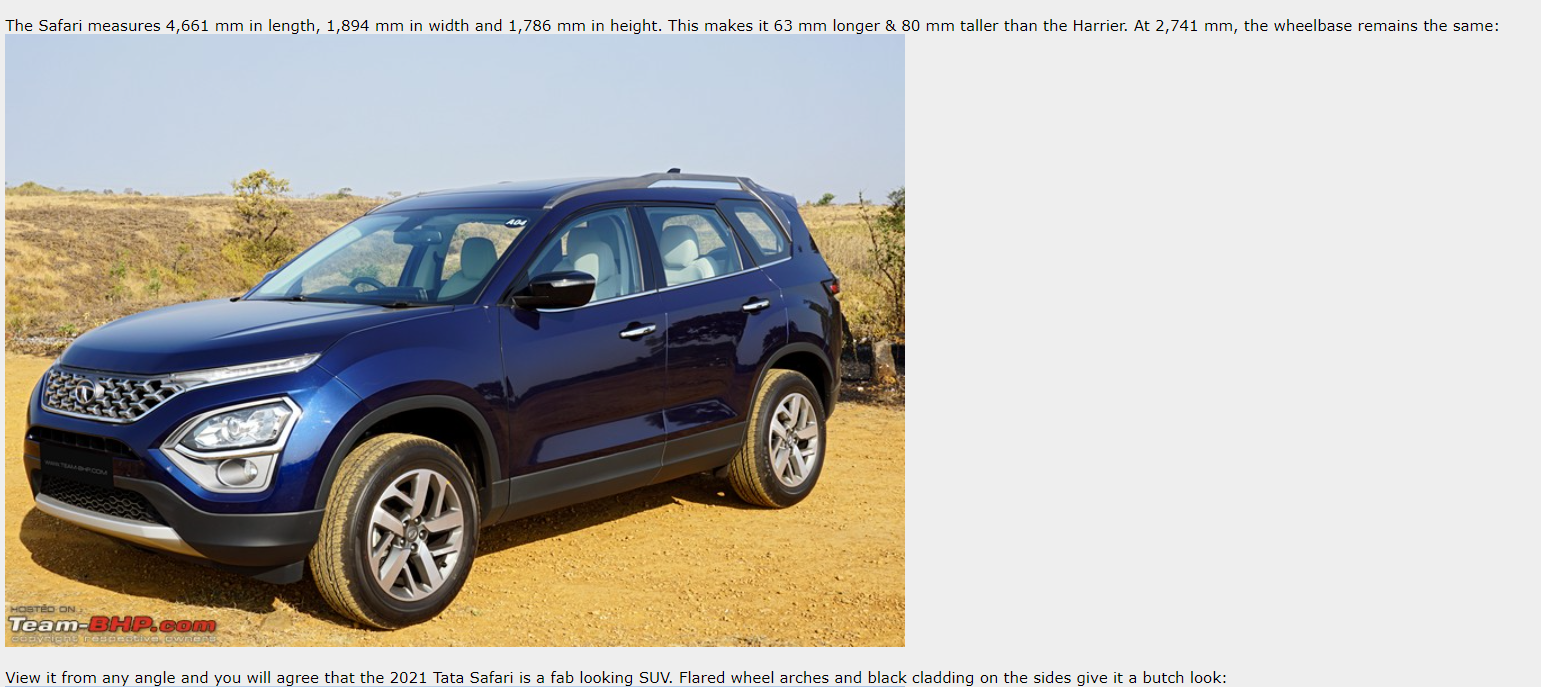 The Safari measures 4,661 mm in length, 1,894 mm in width and 1,786 mm in height. This makes it 63 mm longer & 80 mm taller than the Harrier. At 2,741 mm, the wheelbase remains the same:
A04
WWW.TEAM-BHP.COM
HOSTED ON
Team-BHP.com
copyright respective owners
View it from any angle and you will agree that the 2021 Tata Safari is a fab looking SUV. Flared wheel arches and black cladding on the sides give it a butch look: